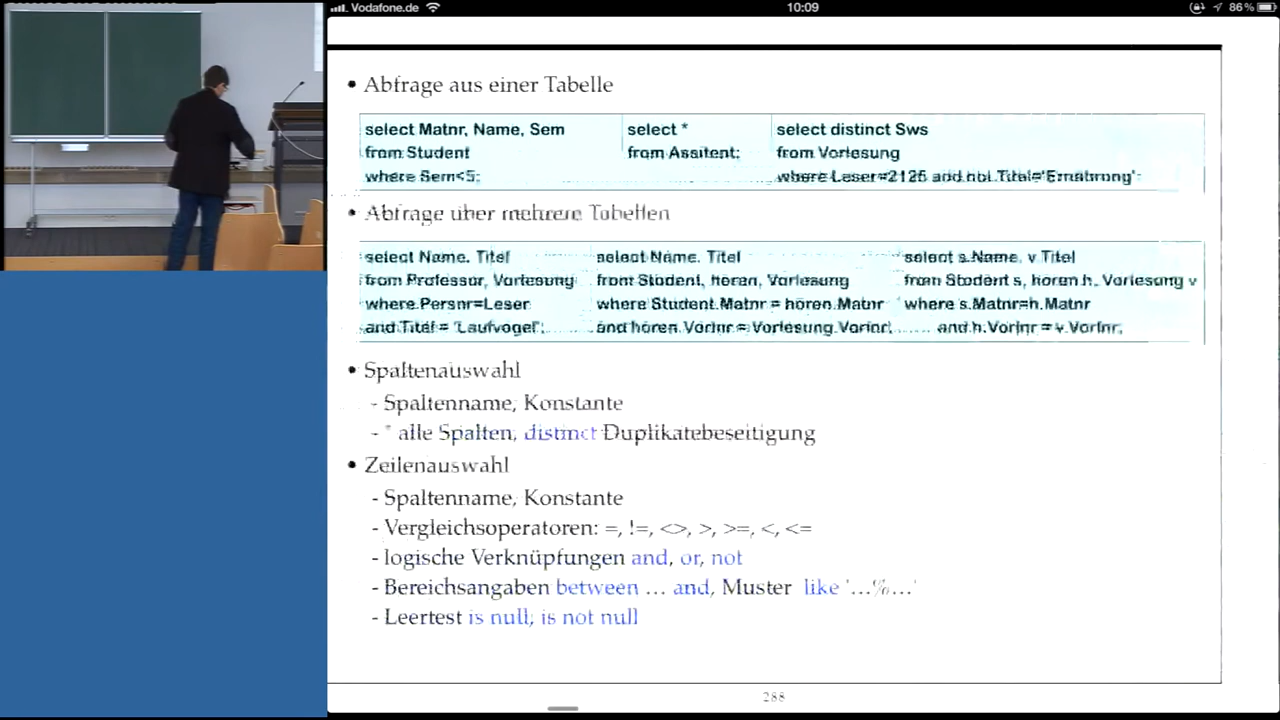 Vodafone.de 10:09 86%
• Abfrage aus einer Tabelle
select Matnr, Name, Sem
from Student
where Sem<5;
select *
from Assitent;
select distinct Sws
from Vorlesung
where Leser=2125 and not Titel='Ernährung';
• Abfrage über mehrere Tabellen
select Name, Titel
from Professor, Vorlesung
where Persnr=Leser
and Titel = 'Laufvögel';
select Name, Titel
from Student, hören, Vorlesung
where Student.Matnr = hören.Matnr
and hören.Vorlnr = Vorlesung.Vorlnr;
select s.Name, v.Titel
from Student s, hören h, Vorlesung v
where s.Matnr=h.Matnr
and h.Vorlnr = v.Vorlnr;
• Spaltenauswahl
- Spaltenname, Konstante
- * alle Spalten, distinct Duplikatebeseitigung
• Zeilenauswahl
- Spaltenname, Konstante
- Vergleichsoperatoren: =, !=, <>, >, >=, <, <=
- logische Verknüpfungen and, or, not
- Bereichsangaben between … and, Muster like '…%…'
- Leertest is null, is not null
288